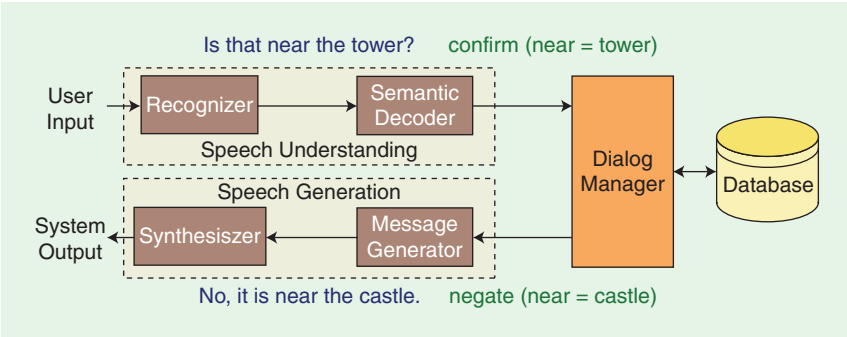 Is that near the tower? confirm (near = tower)
User
Input
Recognizer
Semantic
Decoder
Speech Understanding
Dialog
Manager
Database
Speech Generation
System
Output
Synthesiszer
Message
Generator
No, it is near the castle. negate (near = castle)